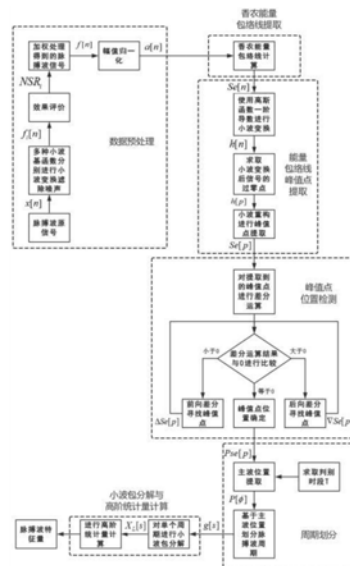 香农能量
包络线提取
加权处理
得到的脉
搏波信号
f[n]
幅值归一
化
a[n]
香农能量
包络线计算
NSR
Se[n]
效果评价
使用高斯
函数一阶
导数进行小
波变换
数据预处理
h[n]
能量
包络线
峰值点
提取
求取
小波变换
后信号的
过零点
多种小波
基函数分
别进行小
波变换滤
除噪声
h[p]
小波重构
进行峰值
点提取
x[n]
脉搏波原
信号
Se[p]
对提取到
的峰值点
进行差分
运算
峰值点
位置检测
差分运算结果
与0进行比较
小于0
大于0
等于0
前向差分
寻找峰值
点
峰值点位
置确定
后向差分
寻找峰值
点
ΔSe[p]
∇Se[p]
Pse[p]
主波位置
提取
求取判别
时段T
P[ϕ]
小波包分解与
高阶统计量计算
周期划分
脉搏波特
征量
进行高阶
统计量计
算
对单个周
期进行小
波包分解
g[s]
基于主波
位置划分
脉搏波周
期